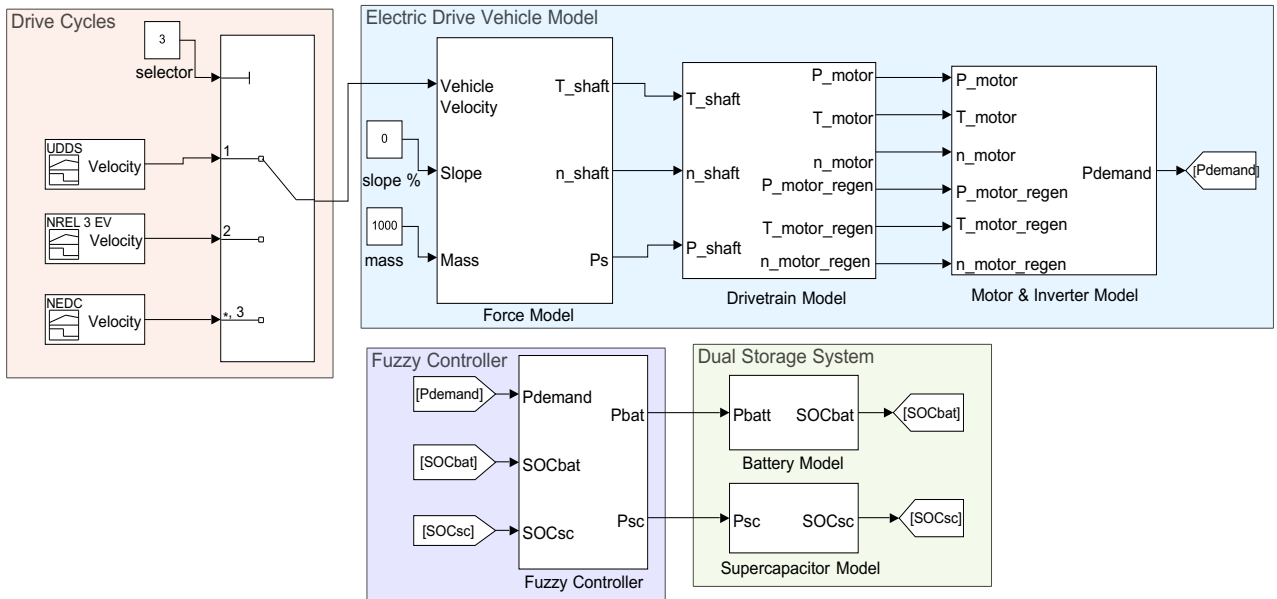 Drive Cycles
3
selector
UDDS
Velocity
1
NREL 3 EV
Velocity
2
NEDC
Velocity
*, 3
Electric Drive Vehicle Model
Vehicle
Velocity
0
slope %
Slope
1000
mass
Mass
T_shaft
n_shaft
Ps
Force Model
T_shaft
n_shaft
P_shaft
P_motor
T_motor
n_motor
P_motor_regen
T_motor_regen
n_motor_regen
Drivetrain Model
P_motor
T_motor
n_motor
P_motor_regen
T_motor_regen
n_motor_regen
Pdemand
Motor & Inverter Model
[Pdemand]
Fuzzy Controller
[Pdemand]
[SOCbat]
[SOCsc]
Pdemand
SOCbat
SOCsc
Pbat
Psc
Fuzzy Controller
Dual Storage System
Pbatt
SOCbat
Battery Model
[SOCbat]
Psc
SOCsc
Supercapacitor Model
[SOCsc]